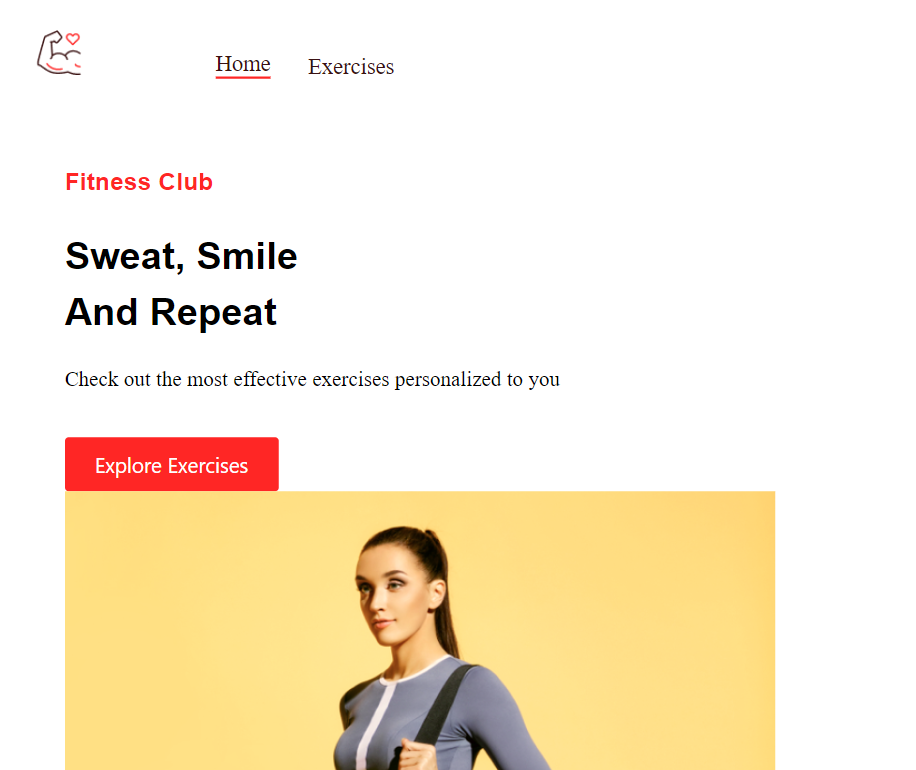 Home Exercises
Fitness Club
Sweat, Smile
And Repeat
Check out the most effective exercises personalized to you
Explore Exercises